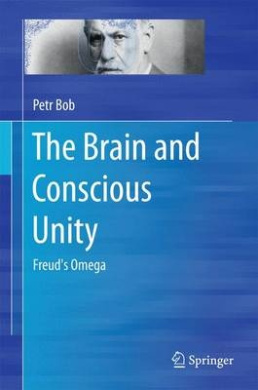 Petr Bob
The Brain and
Conscious
Unity
Freud's Omega
Springer